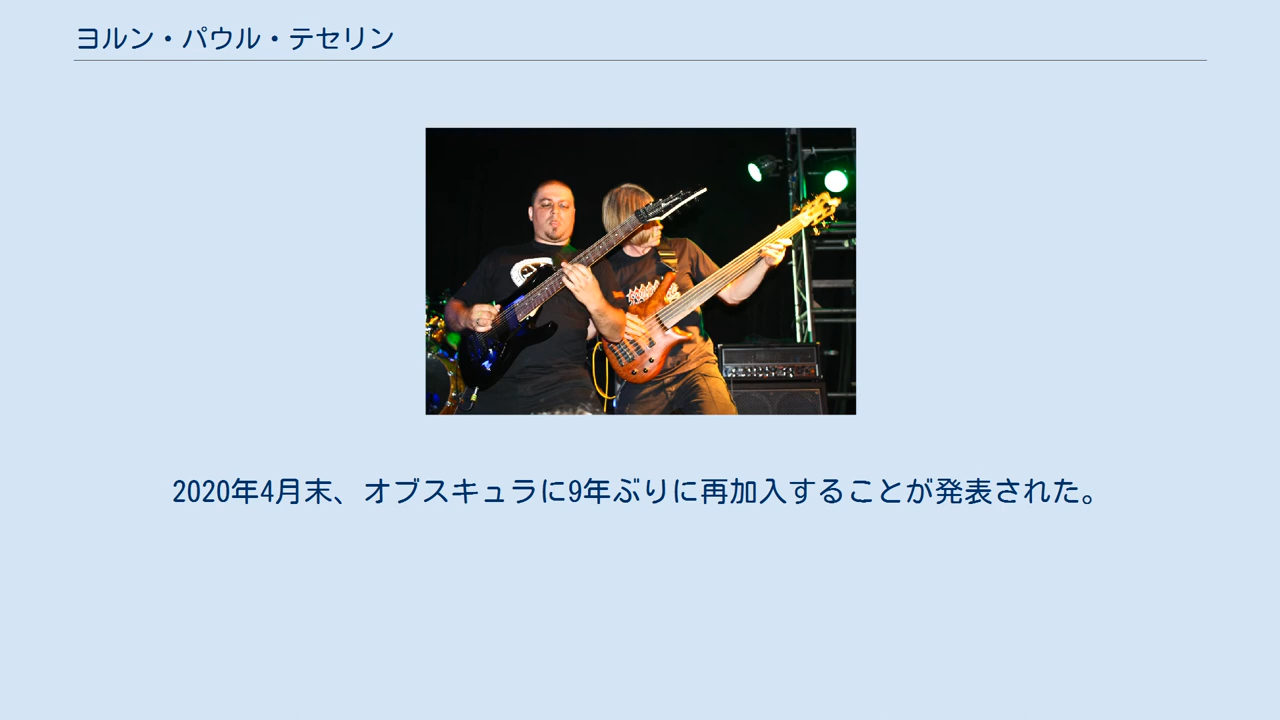 ヨルン・パウル・テセリン
2020年4月末、オブスキュラに9年ぶりに再加入することが発表された。